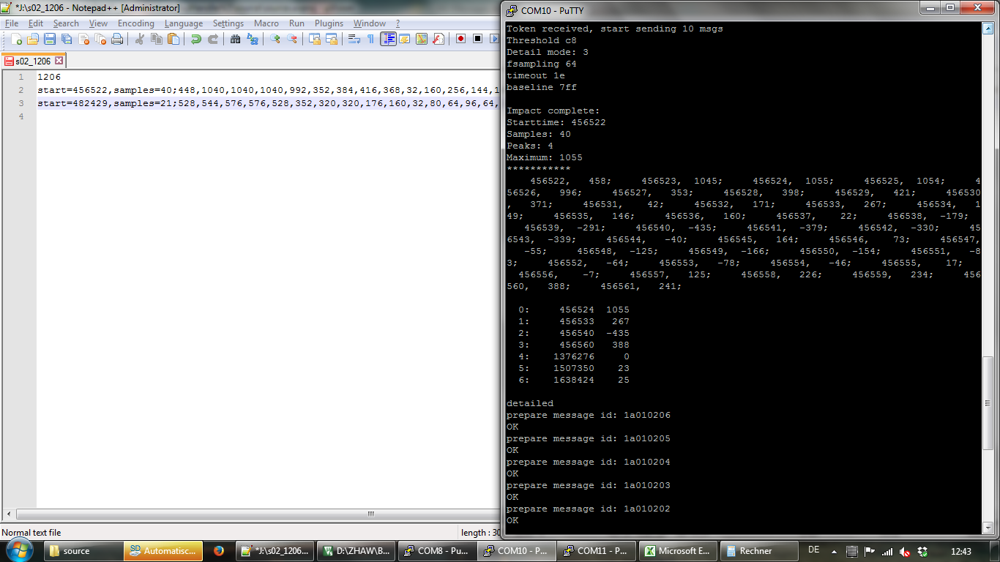 *J:\s02_1206 - Notepad++ [Administrator]
File Edit Search View Encoding Language Settings Macro Run Plugins Window ?
s02_1206
1 1206
2 start=456522,samples=40;448,1040,1040,1040,992,352,384,416,368,32,160,256,144,1
3 start=482429,samples=21;528,544,576,576,528,352,320,320,176,160,32,80,64,96,64,
4
Normal text file length : 30
COM10 - PuTTY
Token received, start sending 10 msgs
Threshold c8
Detail mode: 3
fsampling 64
timeout 1e
baseline 7ff
Impact complete:
Starttime: 456522
Samples: 40
Peaks: 4
Maximum: 1055
***********
456522, 458; 456523, 1045; 456524, 1055; 456525, 1054; 4
56526, 996; 456527, 353; 456528, 398; 456529, 421; 456530
, 371; 456531, 42; 456532, 171; 456533, 267; 456534, 1
49; 456535, 146; 456536, 160; 456537, 22; 456538, -179;
456539, -291; 456540, -435; 456541, -379; 456542, -330; 45
6543, -339; 456544, -40; 456545, 164; 456546, 73; 456547,
-55; 456548, -125; 456549, -166; 456550, -154; 456551, -8
3; 456552, -64; 456553, -78; 456554, -46; 456555, 17;
456556, -7; 456557, 125; 456558, 226; 456559, 234; 456
560, 388; 456561, 241;
0: 456524 1055
1: 456533 267
2: 456540 -435
3: 456560 388
4: 1376276 0
5: 1507350 23
6: 1638424 25
detailed
prepare message id: 1a010206
OK
prepare message id: 1a010205
OK
prepare message id: 1a010204
OK
prepare message id: 1a010203
OK
prepare message id: 1a010202
OK
source SD Automatisc... *J:\s02_1206... D:\ZHAW\B... COM8 - Pu... COM10 - P... COM11 - P... Microsoft E... Rechner DE 12:43